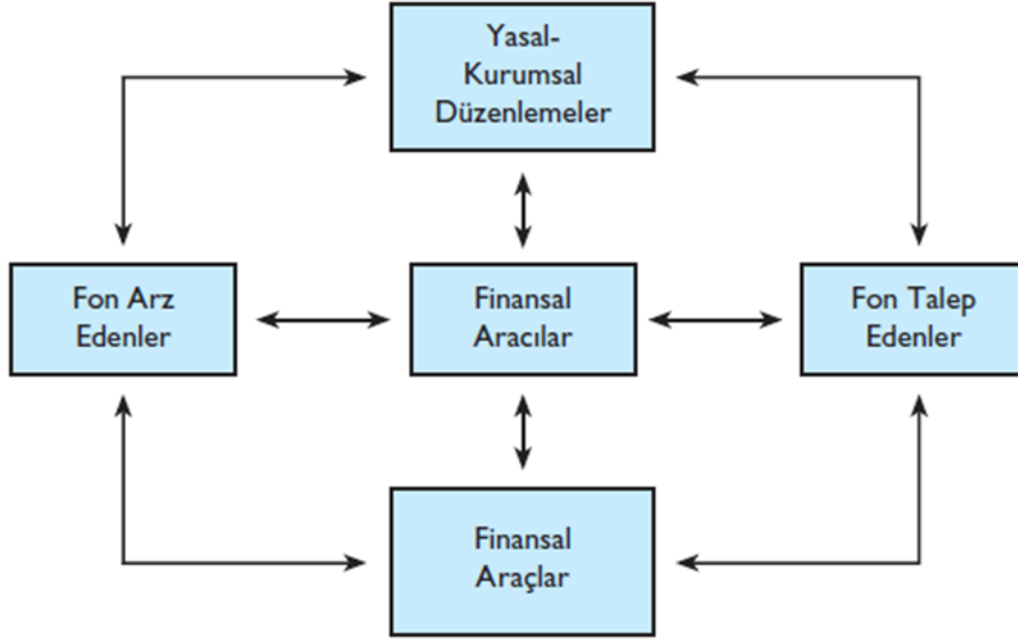 Yasal-
Kurumsal
Düzenlemeler
Fon Arz
Edenler
Finansal
Aracılar
Fon Talep
Edenler
Finansal
Araçlar